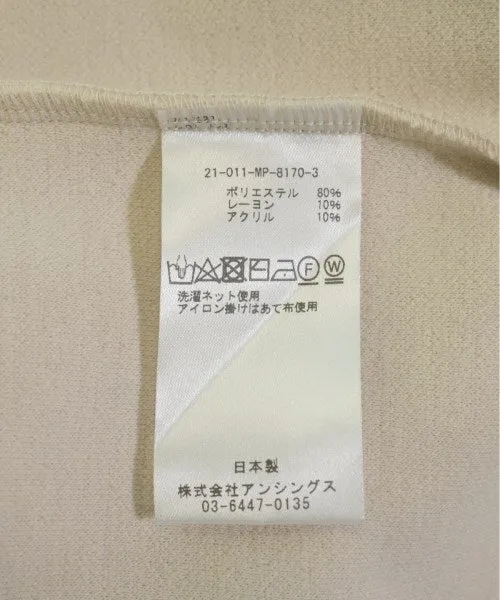 21-011-MP-8170-3
ポリエステル 80%
レーヨン 10%
アクリル 10%
F W
洗濯ネット使用
アイロン掛けはあて布使用
日本製
株式会社アンシングス
03-6447-0135